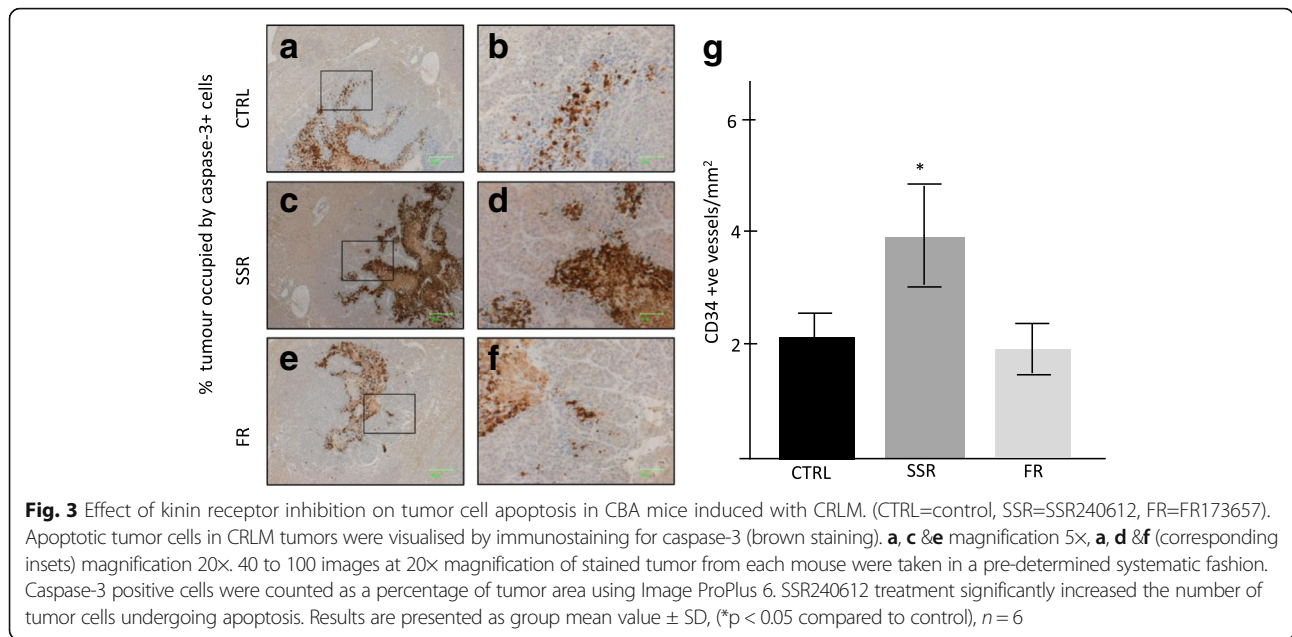 % tumour occupied by caspase-3+ cells
CTRL
a
b
SSR
c
d
FR
e
f
g
CD34 +ve vessels/mm²
6
4
2
*
CTRL
SSR
FR
Fig. 3 Effect of kinin receptor inhibition on tumor cell apoptosis in CBA mice induced with CRLM. (CTRL=control, SSR=SSR240612, FR=FR173657).
Apoptotic tumor cells in CRLM tumors were visualised by immunostaining for caspase-3 (brown staining). a, c &e magnification 5×, a, d &f (corresponding
insets) magnification 20×. 40 to 100 images at 20× magnification of stained tumor from each mouse were taken in a pre-determined systematic fashion.
Caspase-3 positive cells were counted as a percentage of tumor area using Image ProPlus 6. SSR240612 treatment significantly increased the number of
tumor cells undergoing apoptosis. Results are presented as group mean value ± SD, (*p < 0.05 compared to control), n = 6